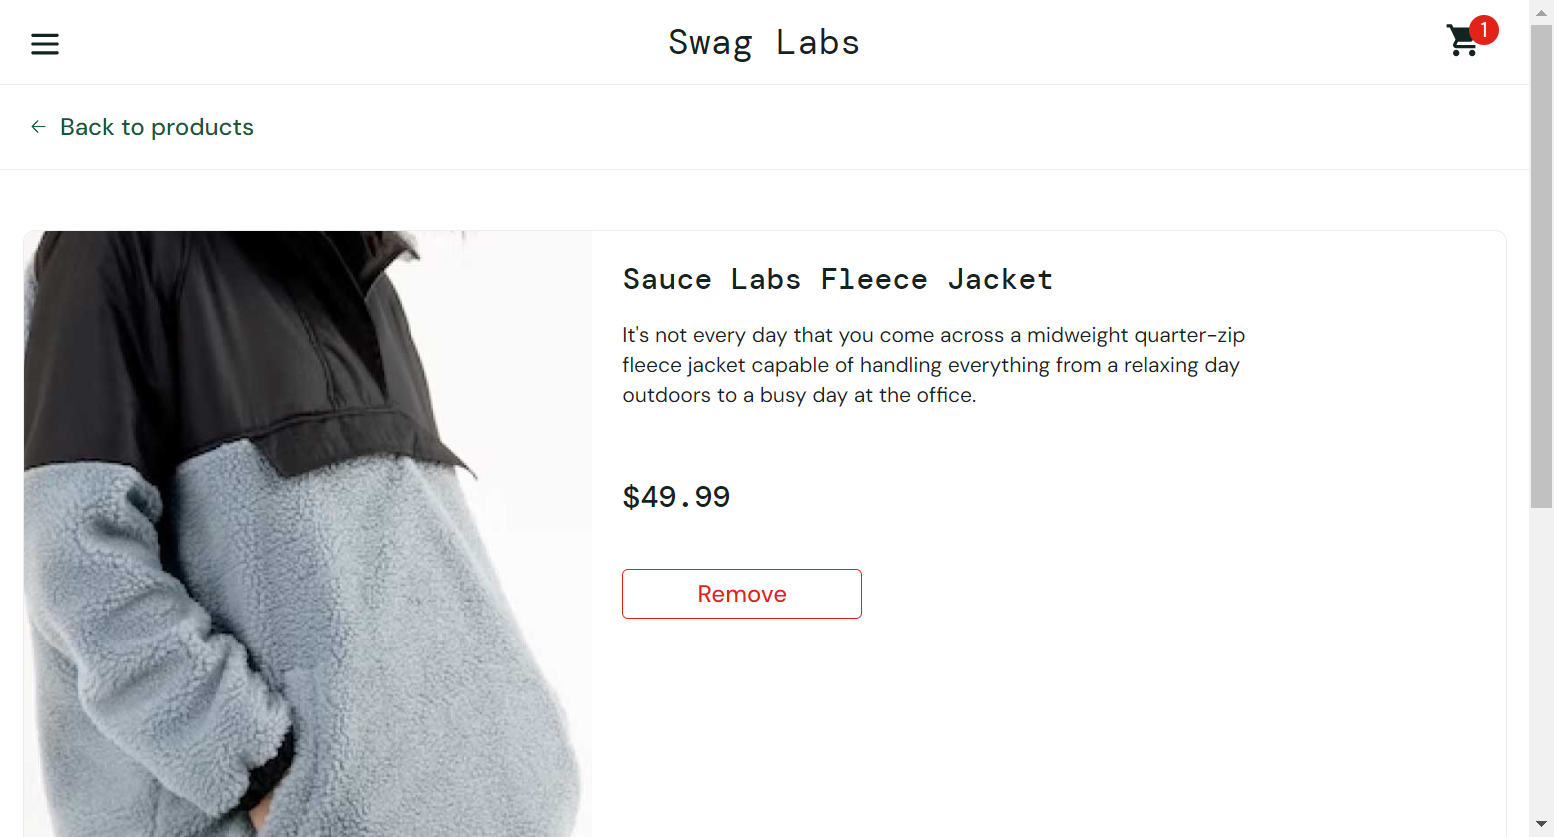 Swag Labs
1
Back to products
Sauce Labs Fleece Jacket
It's not every day that you come across a midweight quarter-zip
fleece jacket capable of handling everything from a relaxing day
outdoors to a busy day at the office.
$49.99
Remove